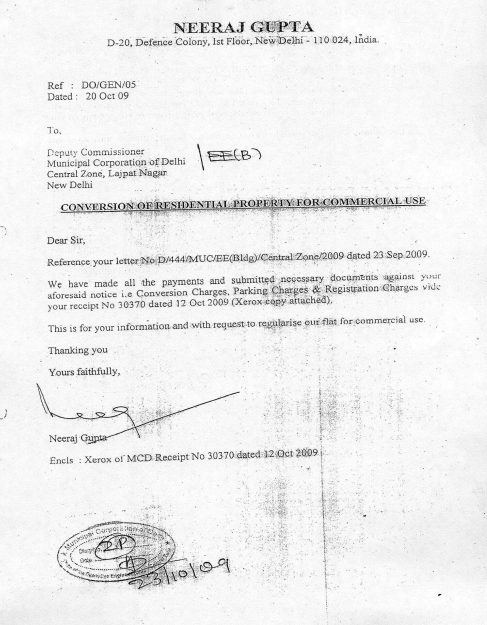 NEERAJ GUPTA
D-20, Defence Colony, Ist Floor, New Delhi - 110 024, India.
Ref : DO/GEN/05
Dated : 20 Oct 09
To,
Deputy Commissioner
Municipal Corporation of Delhi
Central Zone, Lajpat Nagar
New Delhi
EE(B)
CONVERSION OF RESIDENTIAL PROPERTY FOR COMMERCIAL USE
Dear Sir,
Reference your letter No D/444/MUC/EE(Bldg)/Central Zone/2009 dated 23 Sep 2009.
We have made all the payments and submitted necessary documents against your
aforesaid notice i.e Conversion Charges, Parking Charges & Registration Charges vide
your receipt No 30370 dated 12 Oct 2009 (Xerox copy attached).
This is for your information and with request to regularise our flat for commercial use.
Thanking you
Yours faithfully,
Neeraj Gupta
Encls : Xerox of MCD Receipt No 30370 dated 12 Oct 2009
Municipal Corporation
23/10/09